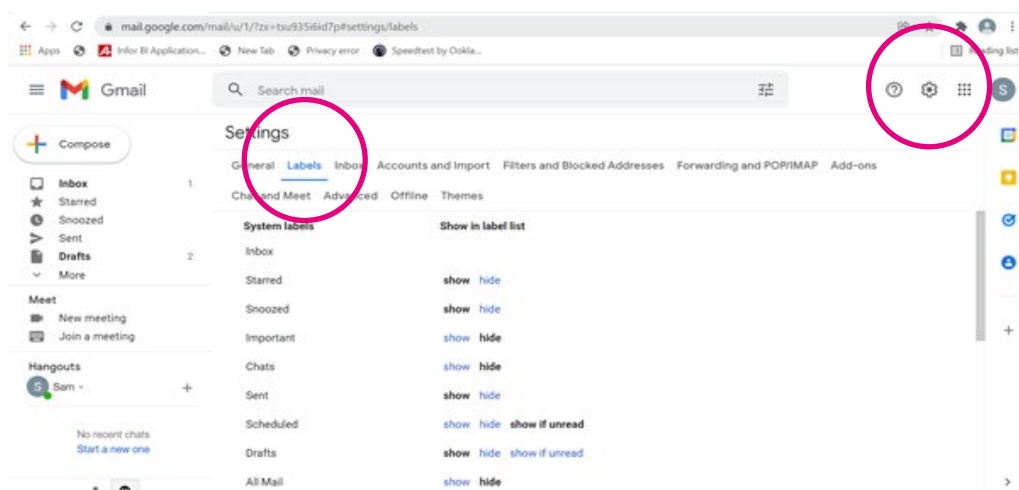 mail.google.com/mail/u/1/?zx=tsu935i6id7p#settings/labels
Apps Infor BI Application... New Tab Privacy error Speedtest by Ookla... Reading list
Gmail
Search mail
S
Compose
Settings
General Labels Inbox Accounts and Import Filters and Blocked Addresses Forwarding and POP/IMAP Add-ons
Chat and Meet Advanced Offline Themes
Inbox 1
Starred
Snoozed
Sent
Drafts 2
More
Meet
New meeting
Join a meeting
Hangouts
S Sam
No recent chats
Start a new one
System labels Show in label list
Inbox
Starred show hide
Snoozed show hide
Important show hide
Chats show hide
Sent show hide
Scheduled show hide show if unread
Drafts show hide show if unread
All Mail show hide